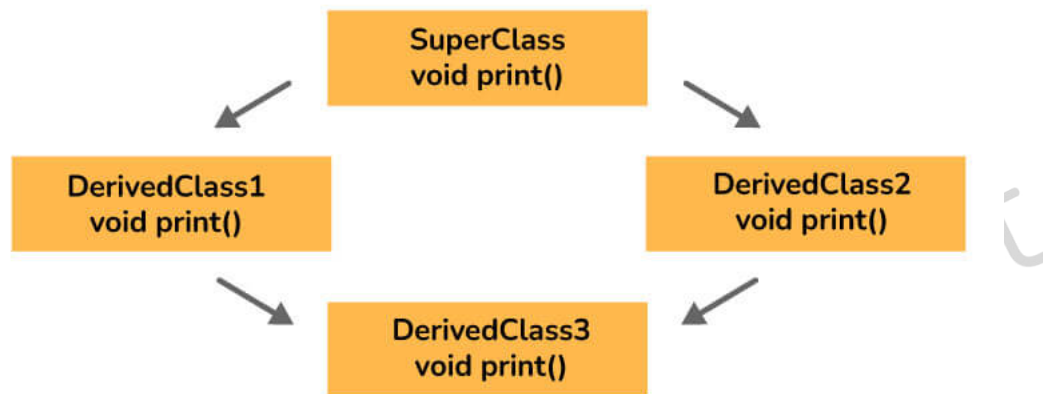 SuperClass
void print()
DerivedClass1
void print()
DerivedClass2
void print()
DerivedClass3
void print()